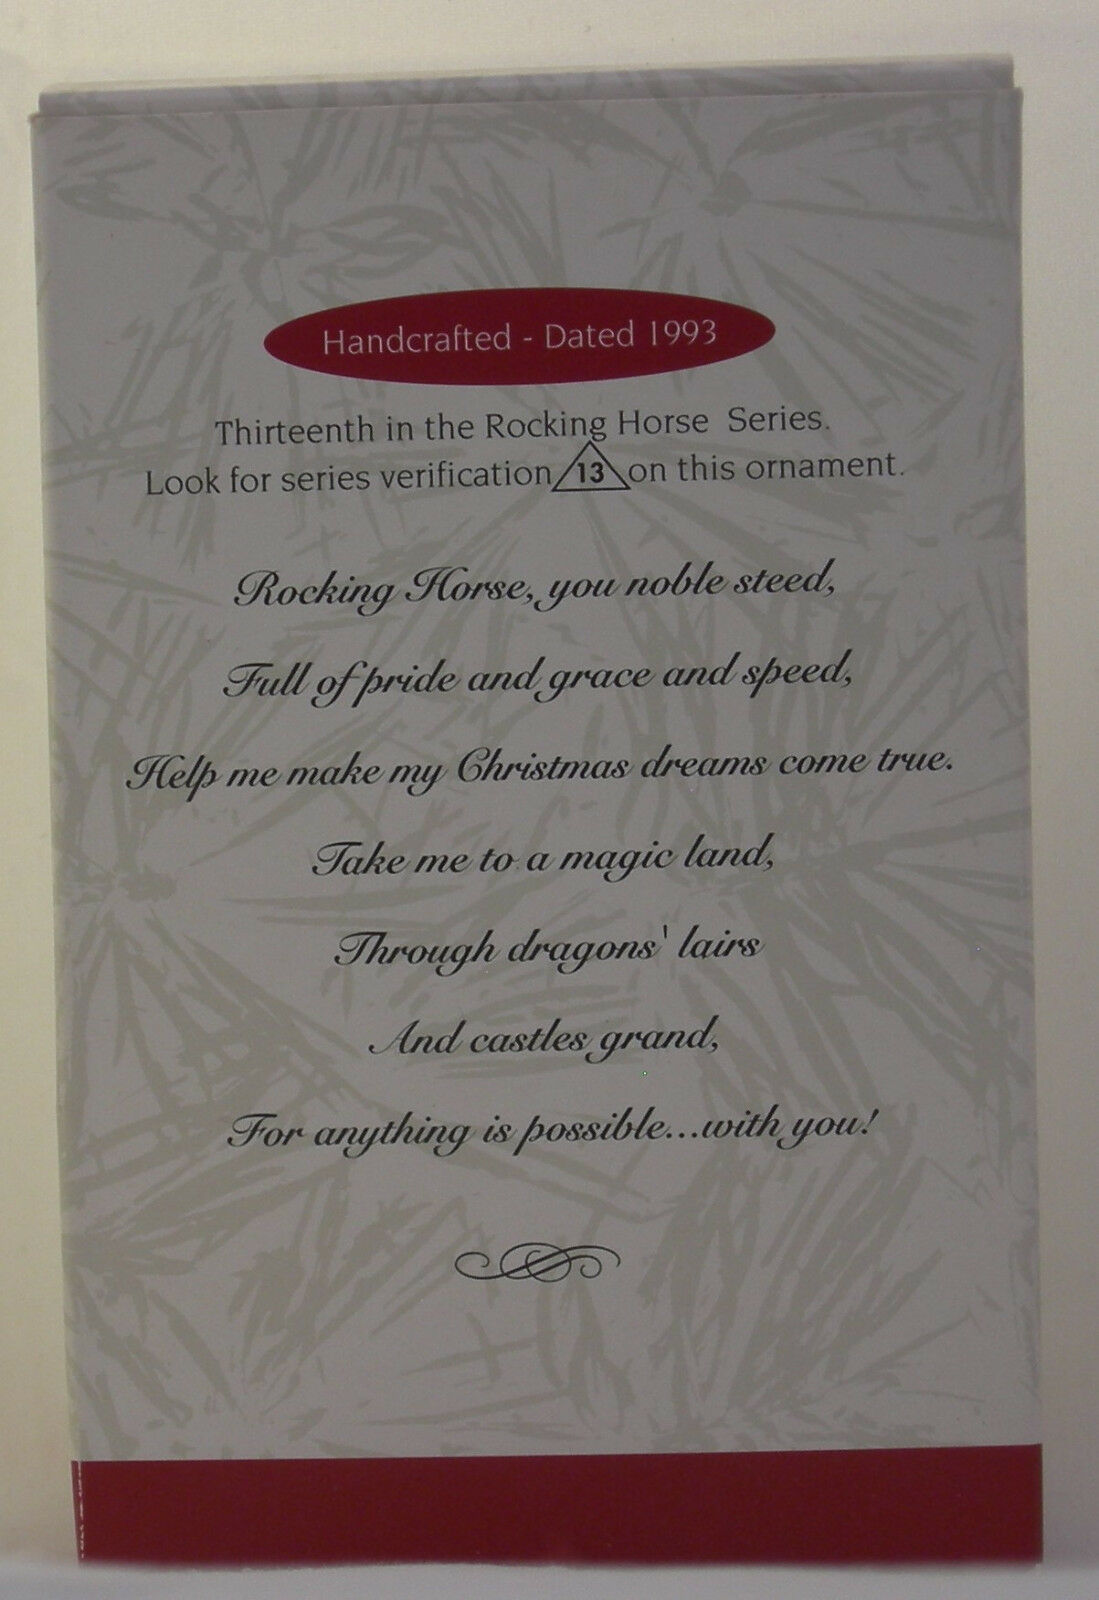 Handcrafted - Dated 1993
Thirteenth in the Rocking Horse Series.
Look for series verification 13 on this ornament.
Rocking Horse, you noble steed,
Full of pride and grace and speed,
Help me make my Christmas dreams come true.
Take me to a magic land,
Through dragons' lairs
And castles grand,
For anything is possible...with you!